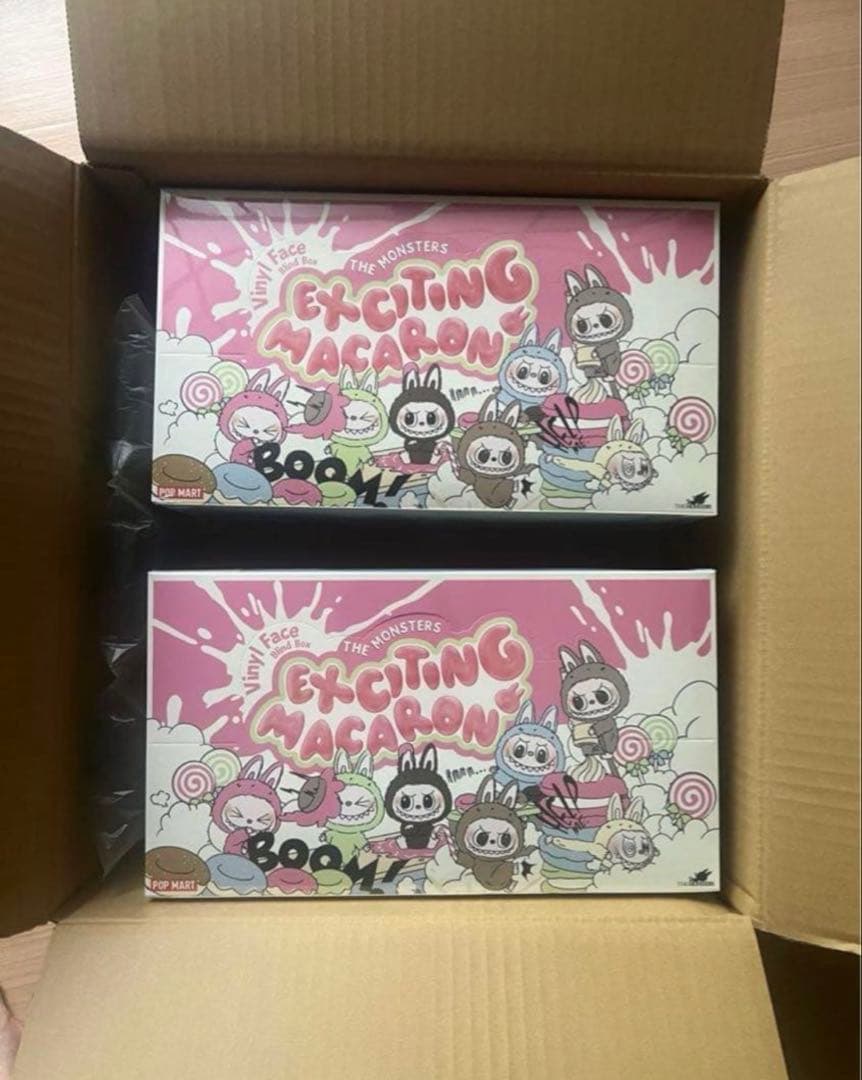 Vinyl Face
Blind Box
THE MONSTERS
EXCITING
MACARON
BOOM!
POP MART
Vinyl Face
Blind Box
THE MONSTERS
EXCITING
MACARON
BOOM!
POP MART